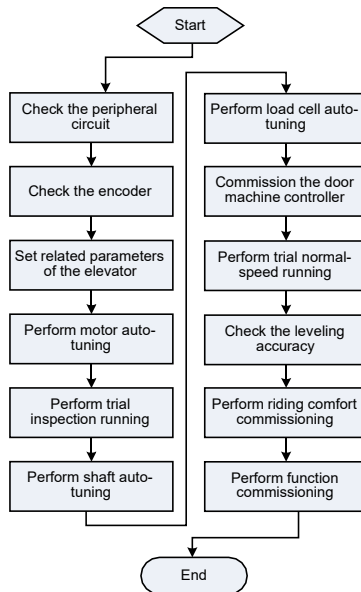 Start
Check the peripheral
circuit
Check the encoder
Set related parameters
of the elevator
Perform motor auto-
tuning
Perform trial
inspection running
Perform shaft auto-
tuning
Perform load cell auto-
tuning
Commission the door
machine controller
Perform trial normal-
speed running
Check the leveling
accuracy
Perform riding comfort
commissioning
Perform function
commissioning
End